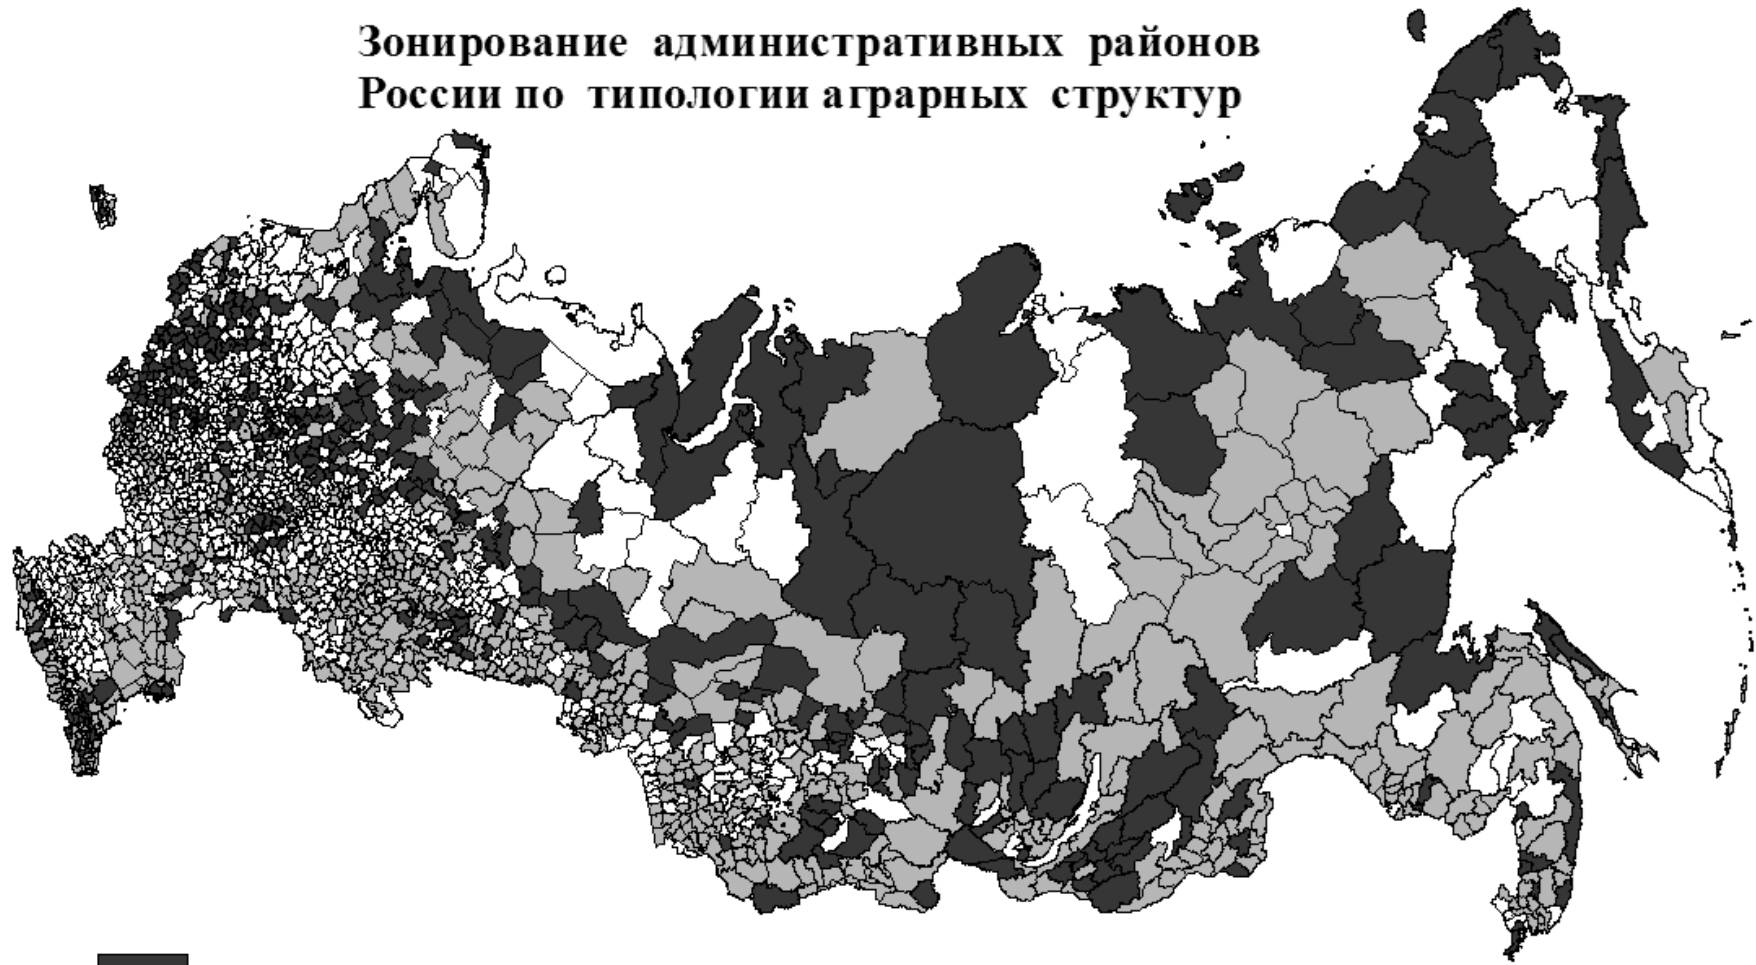 Зонирование административных районов
России по типологии аграрных структур